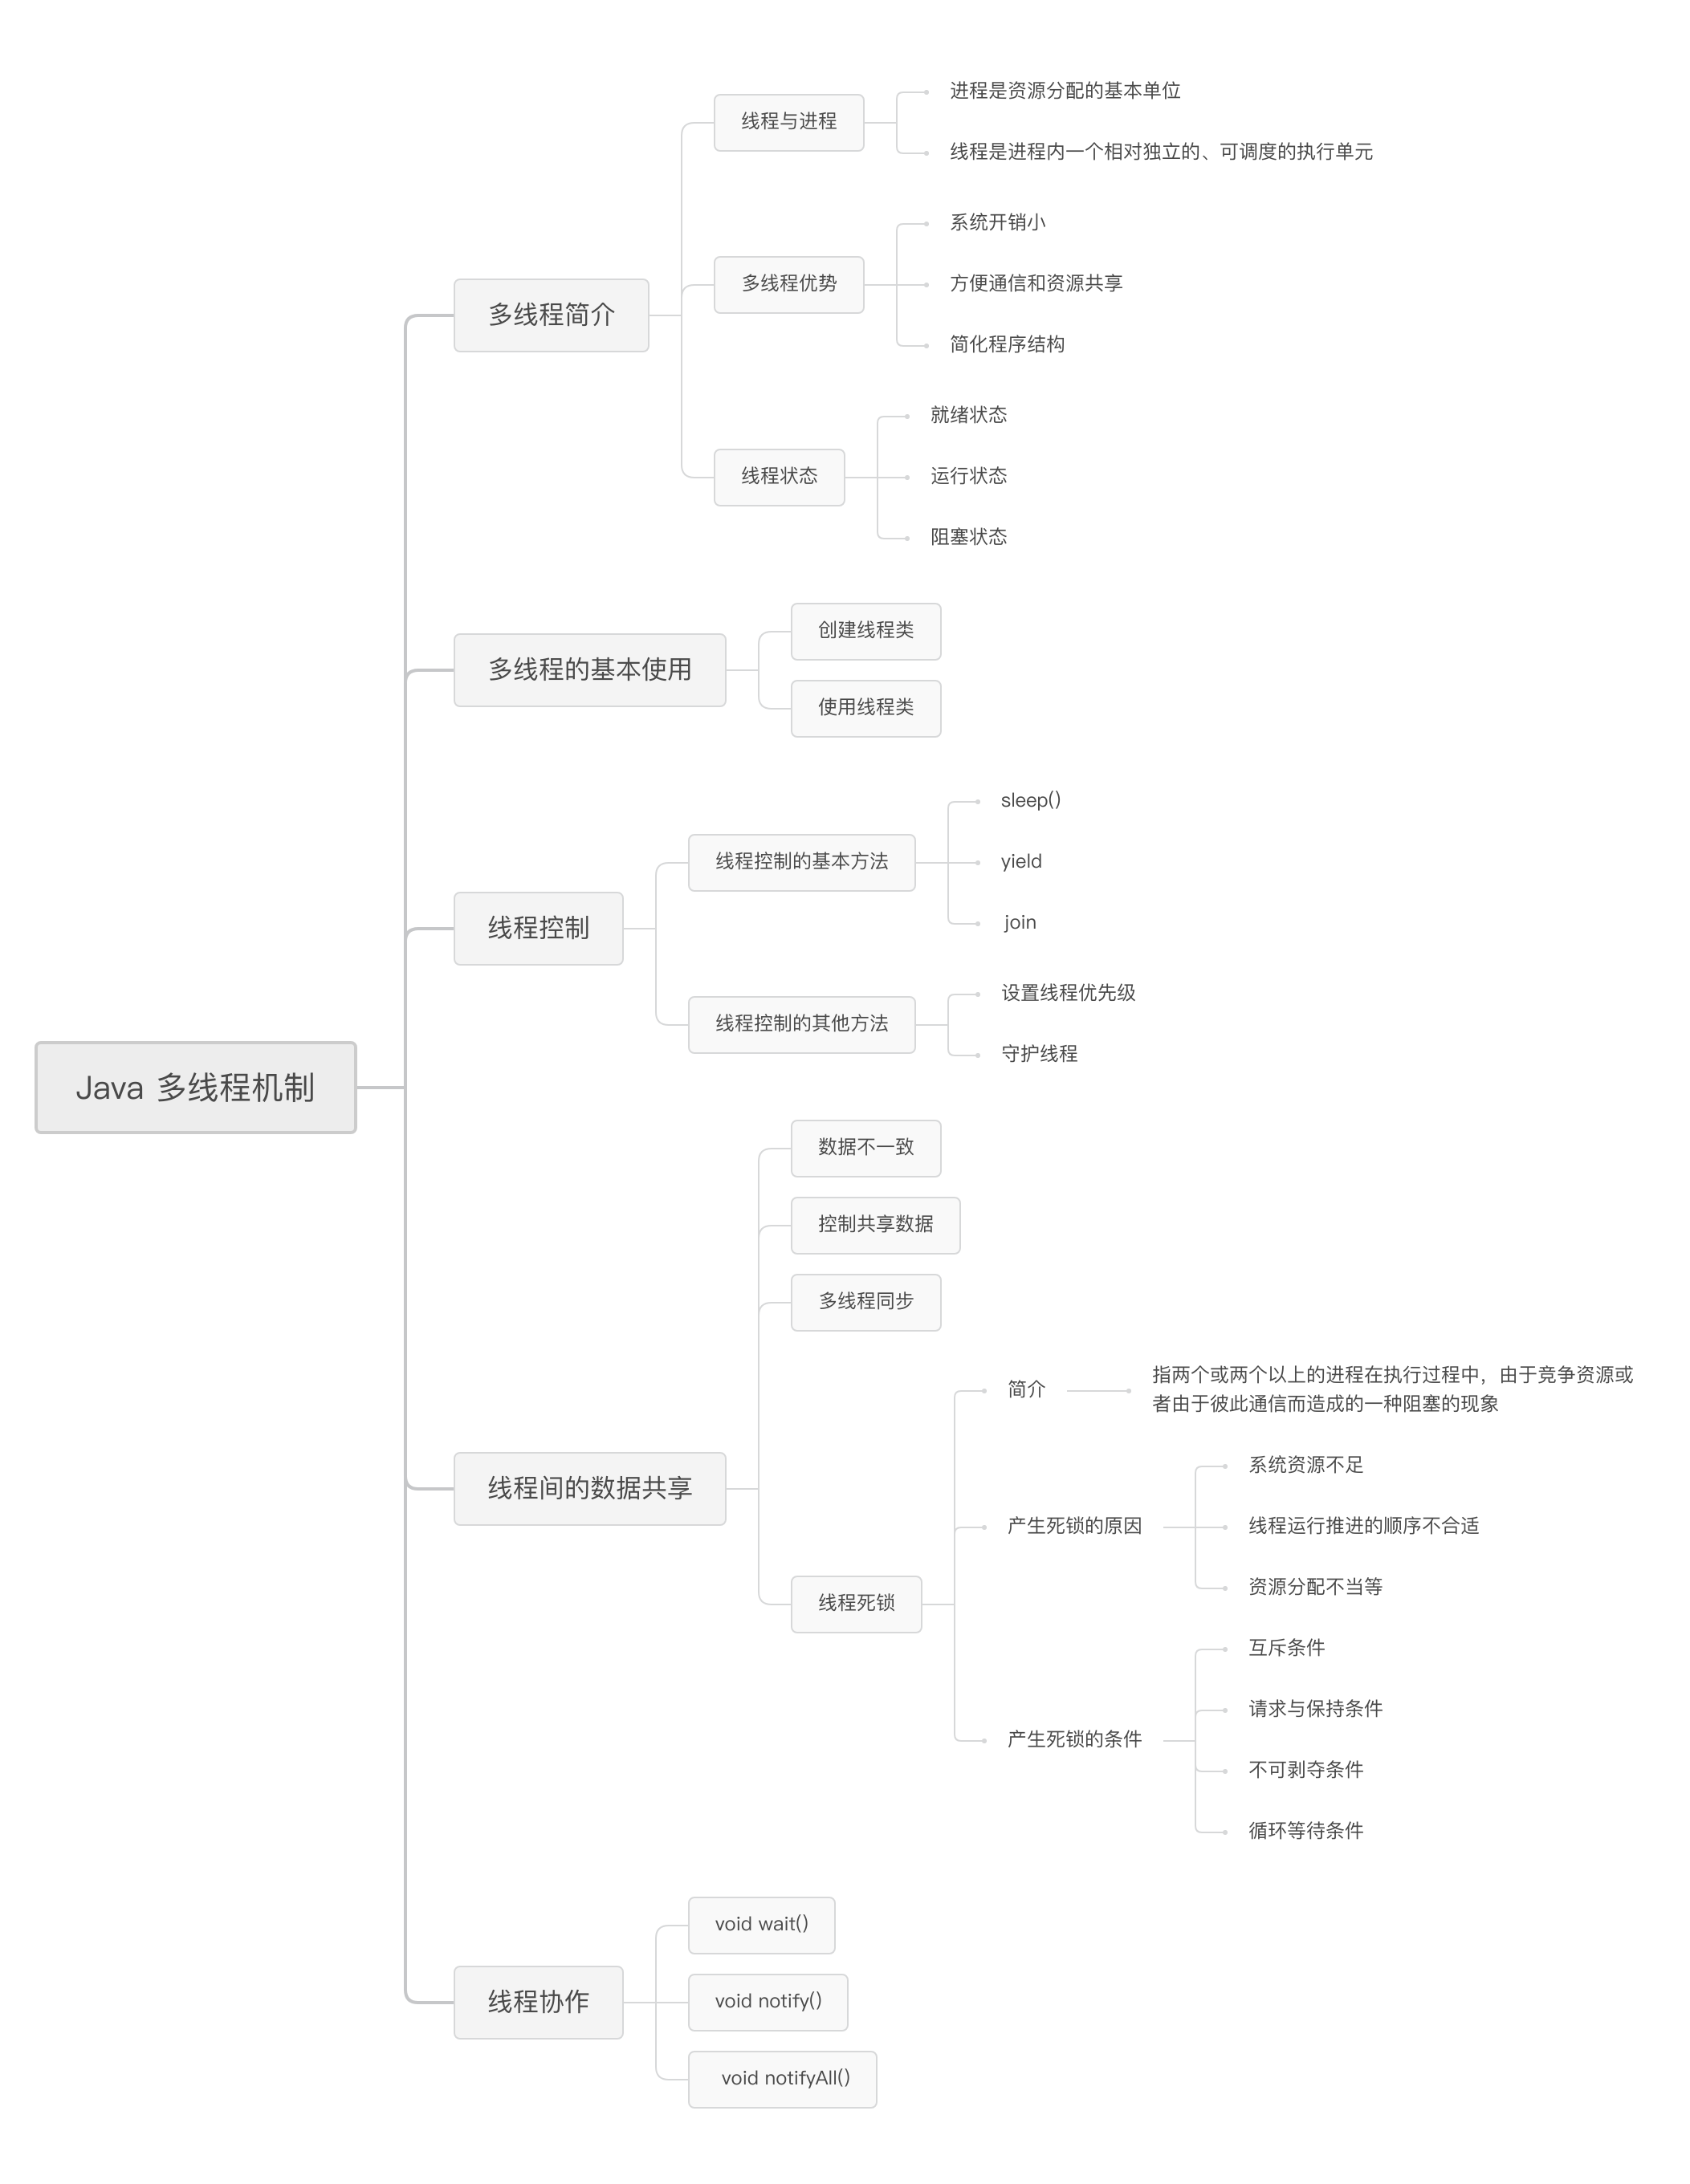 Java 多线程机制
多线程简介
线程与进程
进程是资源分配的基本单位
线程是进程内一个相对独立的、可调度的执行单元
多线程优势
系统开销小
方便通信和资源共享
简化程序结构
线程状态
就绪状态
运行状态
阻塞状态
多线程的基本使用
创建线程类
使用线程类
线程控制
线程控制的基本方法
sleep()
yield
join
线程控制的其他方法
设置线程优先级
守护线程
线程间的数据共享
数据不一致
控制共享数据
多线程同步
线程死锁
简介
指两个或两个以上的进程在执行过程中，由于竞争资源或
者由于彼此通信而造成的一种阻塞的现象
产生死锁的原因
系统资源不足
线程运行推进的顺序不合适
资源分配不当等
产生死锁的条件
互斥条件
请求与保持条件
不可剥夺条件
循环等待条件
线程协作
void wait()
void notify()
void notifyAll()